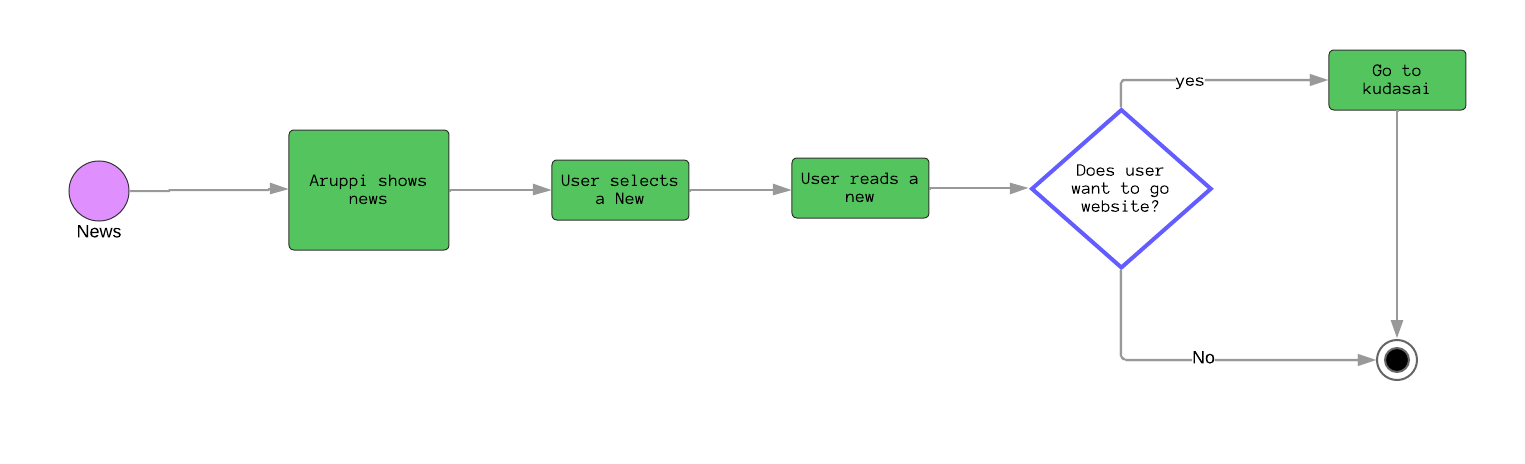 News
Aruppi shows
news
User selects
a New
User reads a
new
Does user
want to go
website?
yes
Go to
kudasai
No